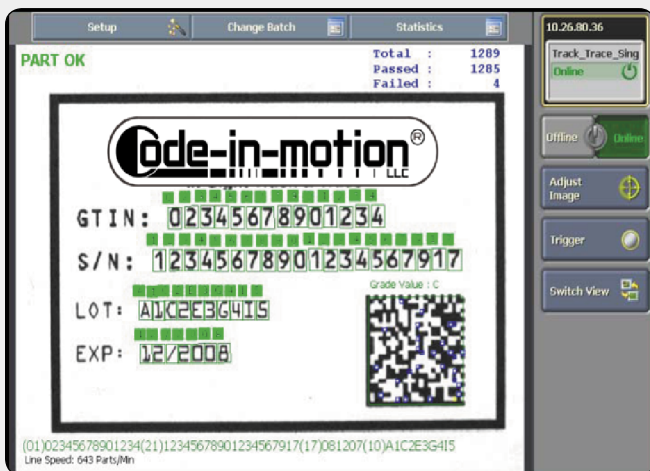 Setup
Change Batch
Statistics
PART OK
Total : 1289
Passed : 1285
Failed : 4
Code-in-motion®
LLC
GTIN: 02345678901234
S/N: 12345678901234567917
LOT: A1C2E3G4I5
EXP: 12/2008
Grade Value : C
(01)02345678901234(21)12345678901234567917(17)081207(10)A1C2E3G4I5
Line Speed: 643 Parts/Min
10.26.80.36
Track_Trace_Sing
Online
Offline
Online
Adjust
Image
Trigger
Switch View